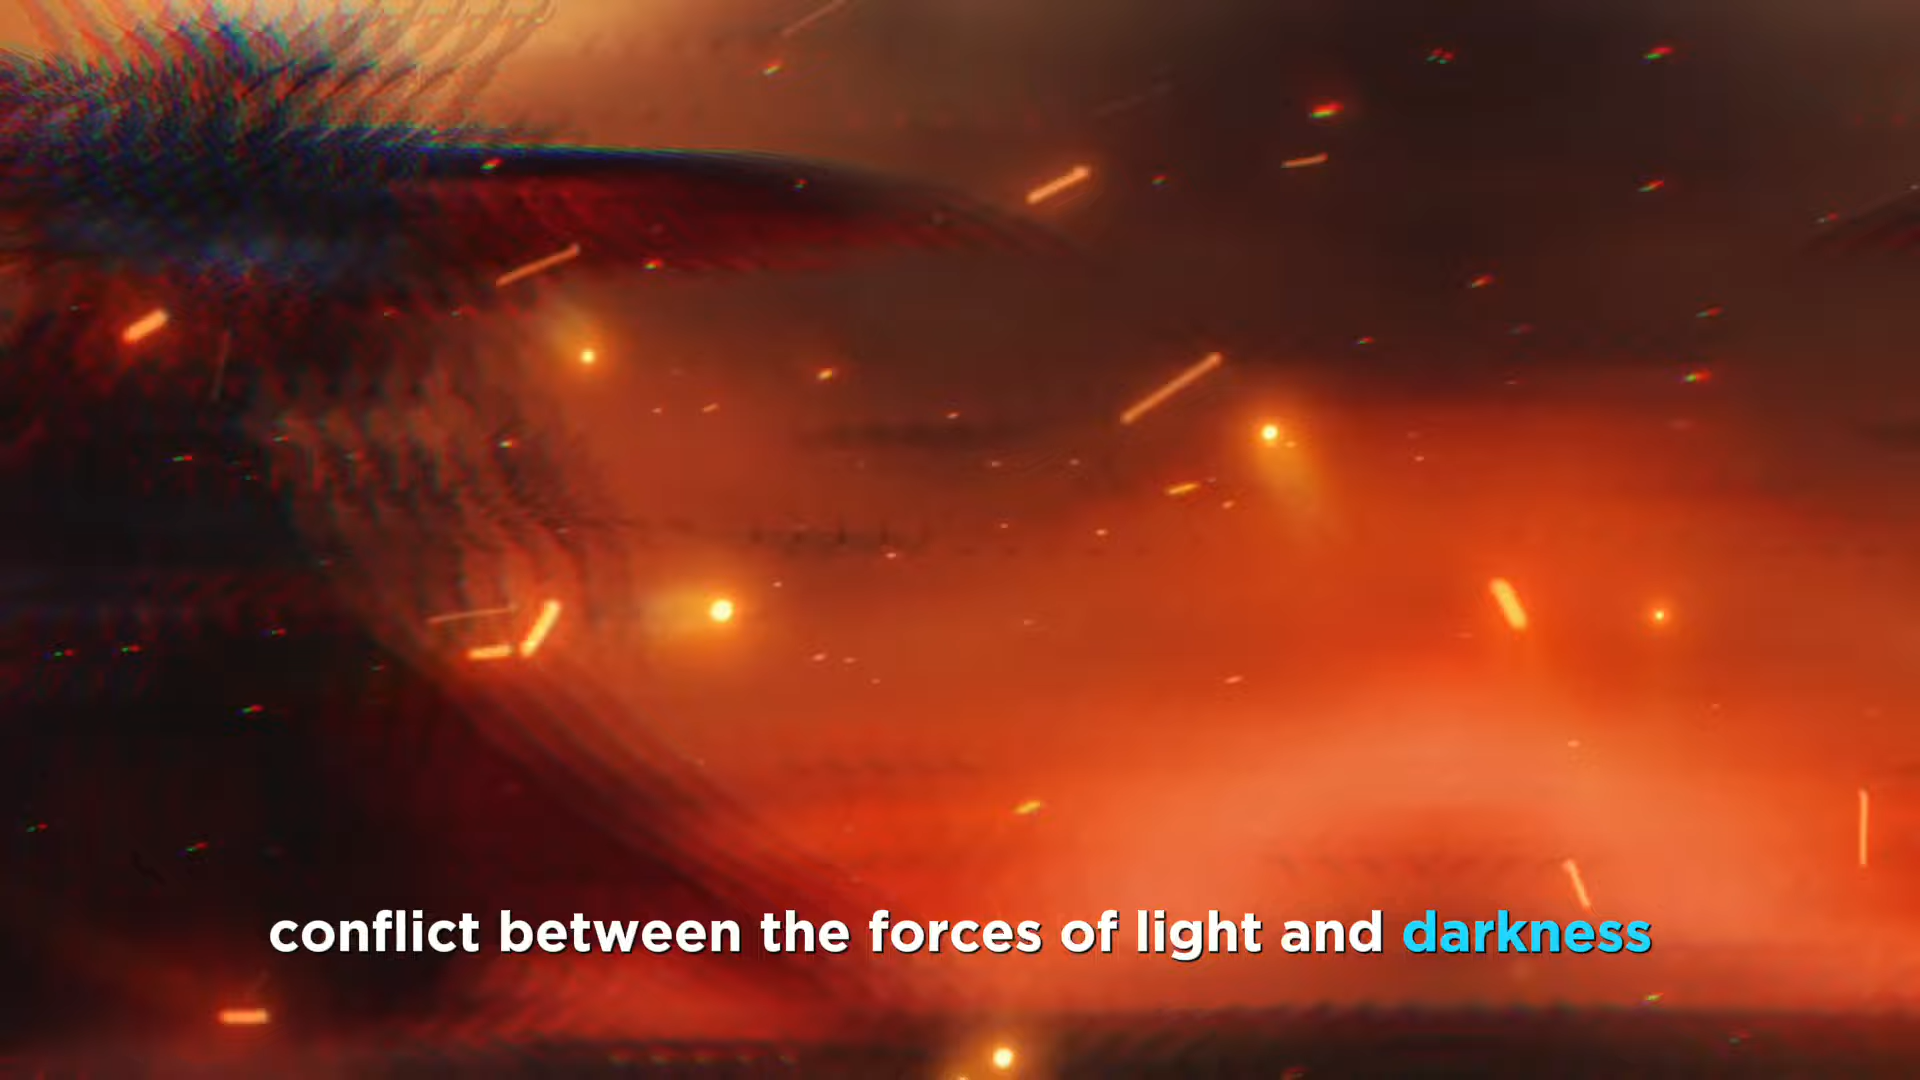 conflict between the forces of light and darkness